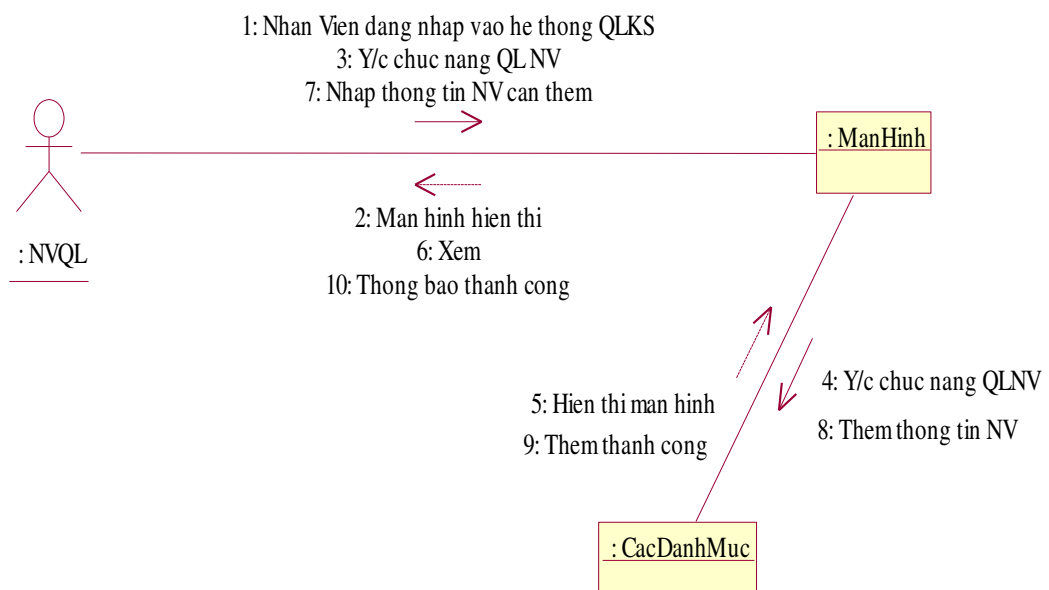 1: Nhan Vien dang nhap vao he thong QLKS
3: Y/c chuc nang QL NV
7: Nhap thong tin NV can them
: ManHinh
2: Man hinh hien thi
6: Xem
10: Thong bao thanh cong
: NVQL
4: Y/c chuc nang QLNV
8: Them thong tin NV
5: Hien thi man hinh
9: Them thanh cong
: CacDanhMuc